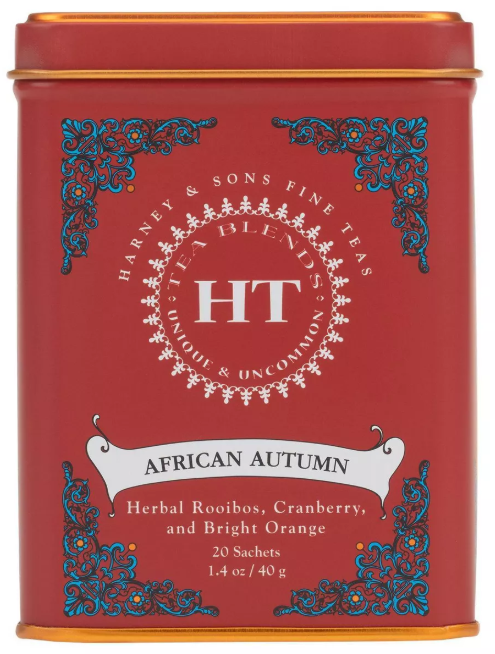 HARNEY & SONS FINE TEAS
TEA BLENDS
HT
UNIQUE & UNCOMMON
AFRICAN AUTUMN
Herbal Rooibos, Cranberry,
and Bright Orange
20 Sachets
1.4 oz / 40 g